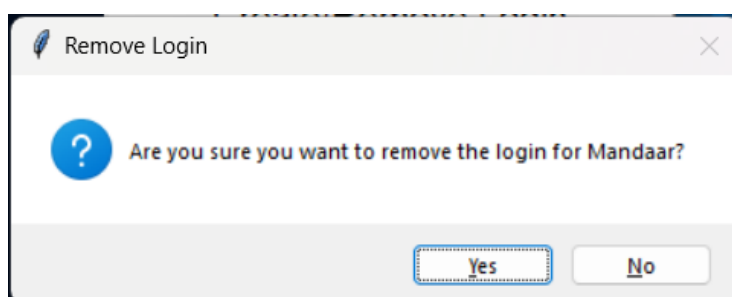 Remove Login
Are you sure you want to remove the login for Mandaar?
Yes
No